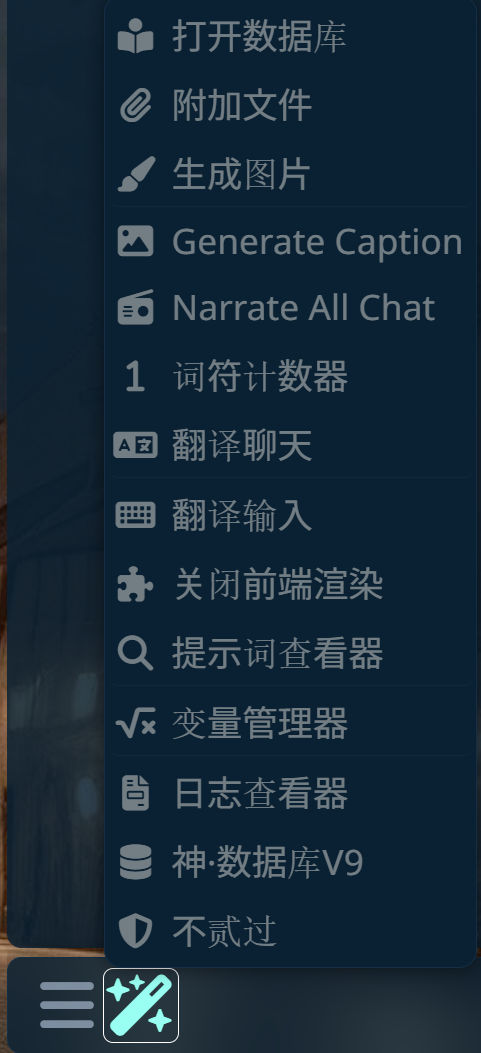 打开数据库
附加文件
生成图片
Generate Caption
Narrate All Chat
1 词符计数器
翻译聊天
翻译输入
关闭前端渲染
提示词查看器
变量管理器
日志查看器
神·数据库V9
不贰过